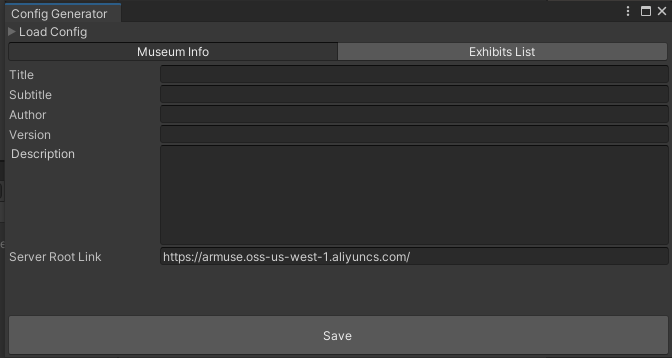 Config Generator
Load Config
Museum Info Exhibits List
Title
Subtitle
Author
Version
Description
Server Root Link https://armuse.oss-us-west-1.aliyuncs.com/
Save